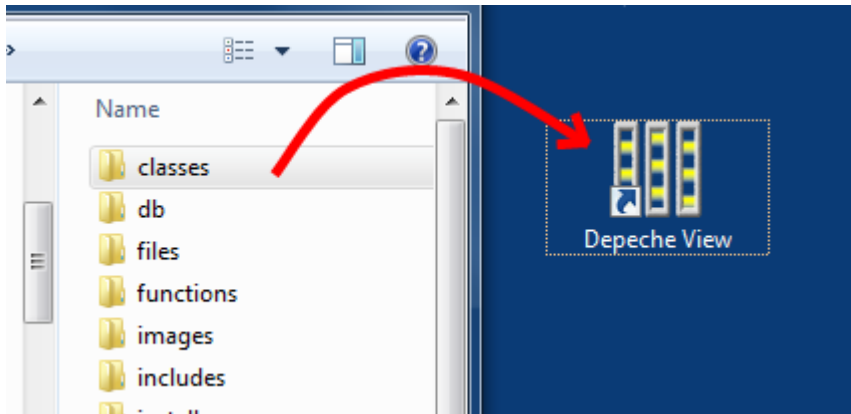 Name
classes
db
files
functions
images
includes
Depeche View